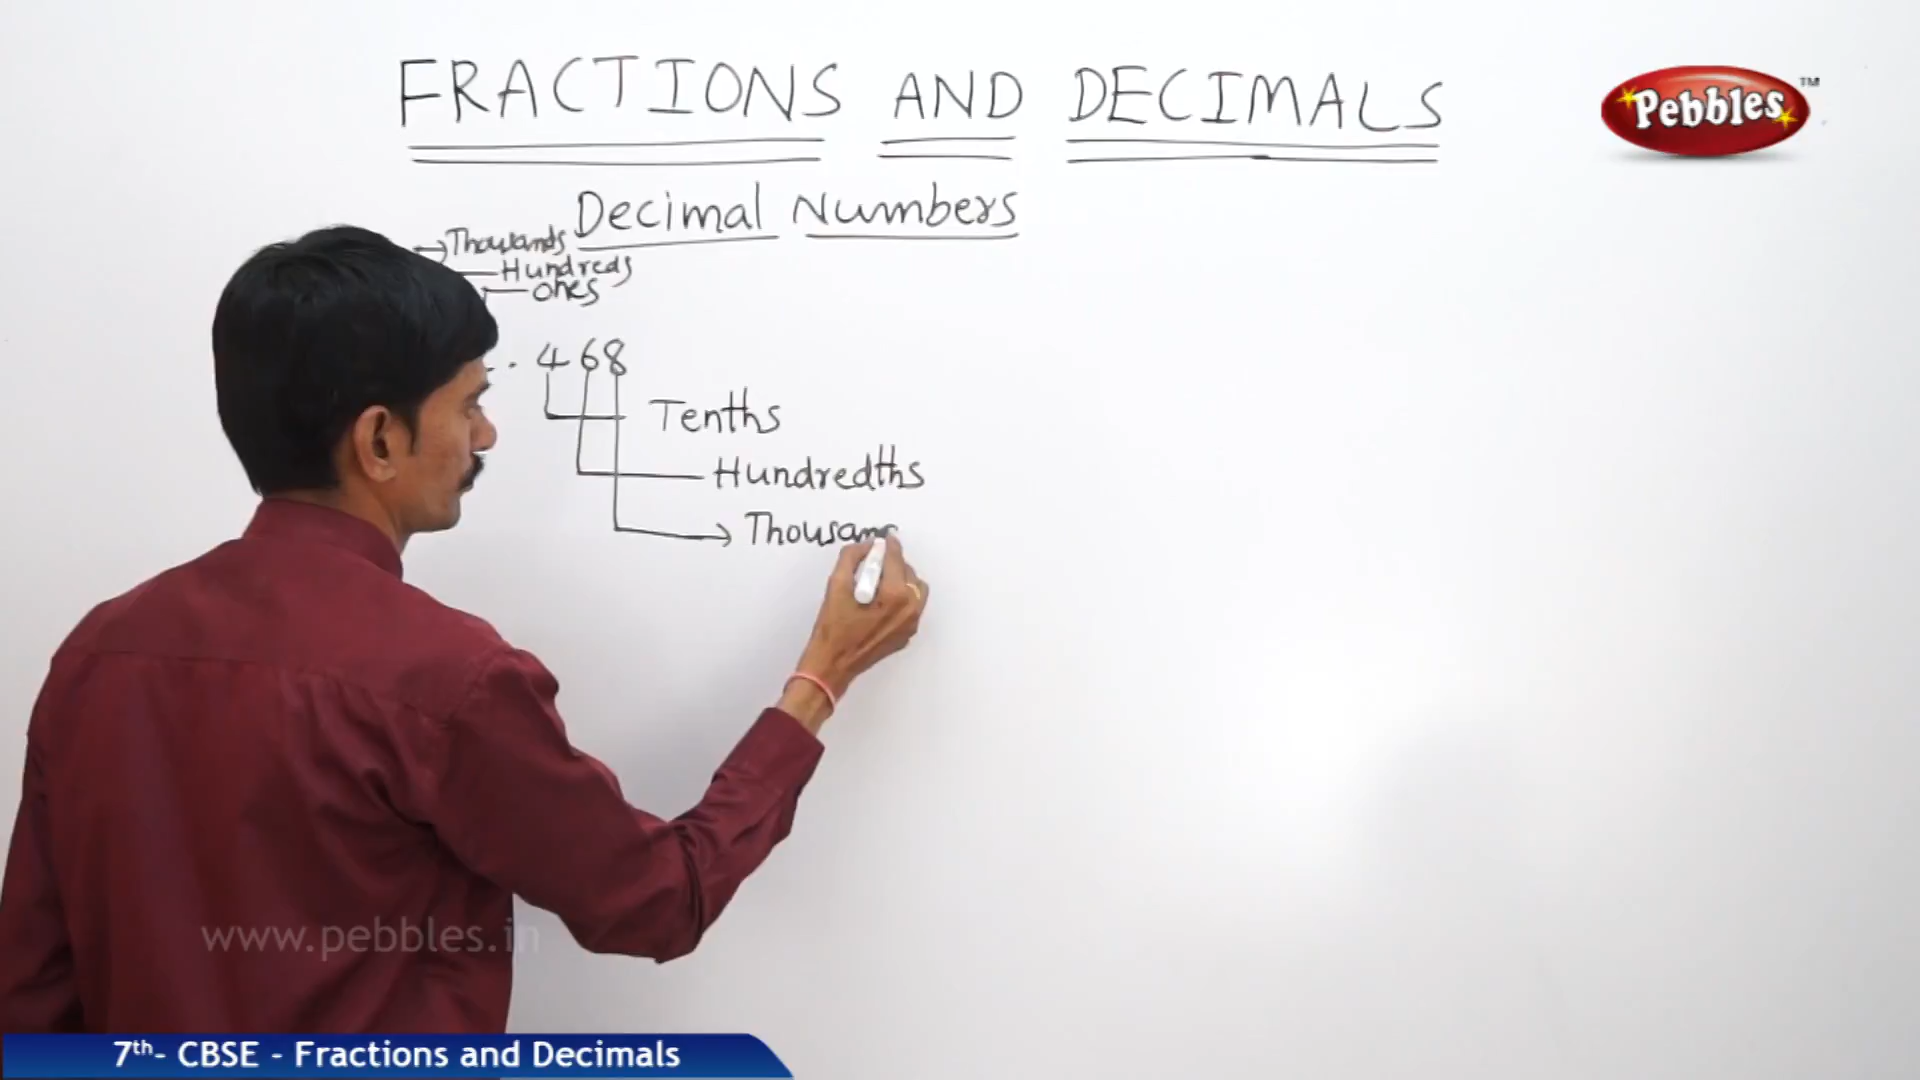 FRACTIONS AND DECIMALS
Pebbles™
Decimal Numbers
Thousands
Hundreds
ones
. 468
Tenths
Hundredths
Thousan
www.pebbles.in
7th- CBSE - Fractions and Decimals